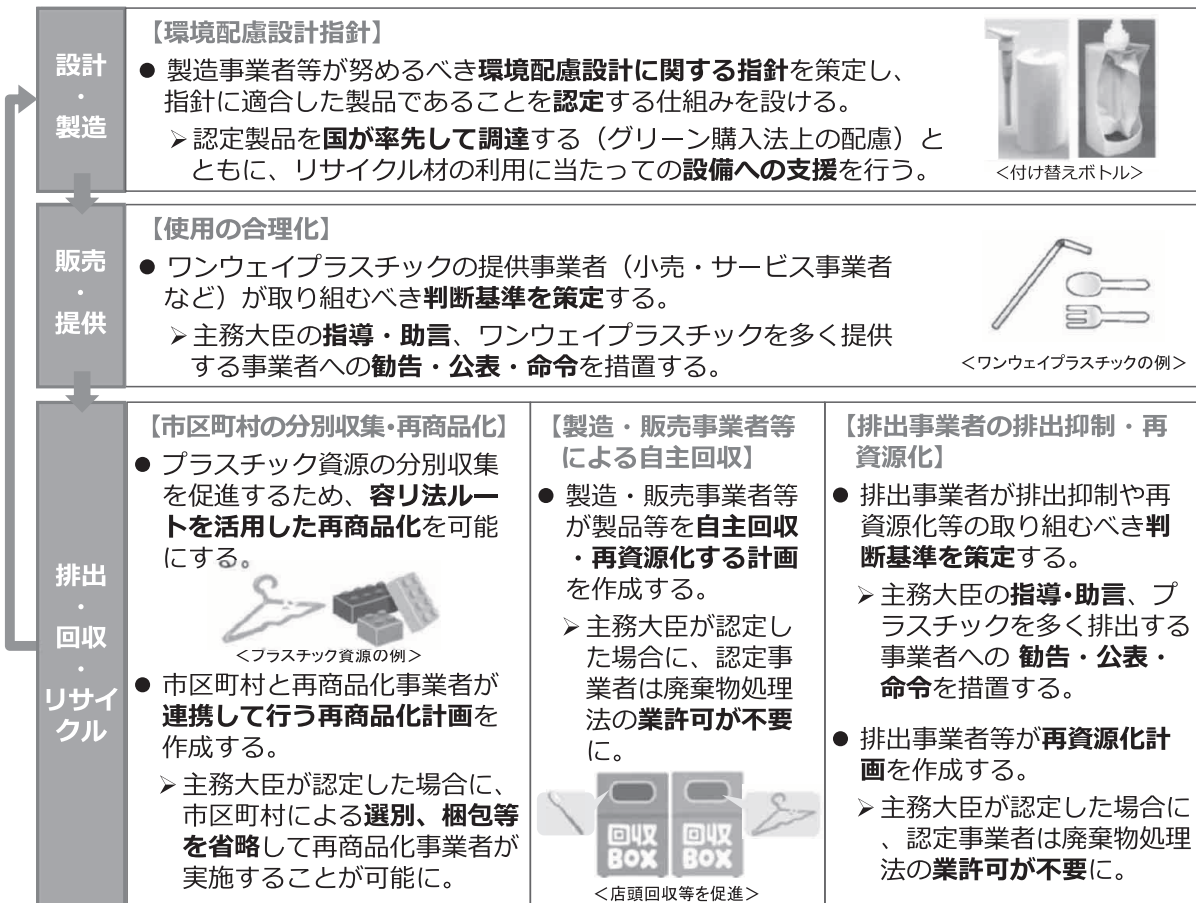 設計
・
製造
【環境配慮設計指針】
● 製造事業者等が努めるべき環境配慮設計に関する指針を策定し、
指針に適合した製品であることを認定する仕組みを設ける。
➢認定製品を国が率先して調達する（グリーン購入法上の配慮）と
ともに、リサイクル材の利用に当たっての設備への支援を行う。
＜付け替えボトル＞
販売
・
提供
【使用の合理化】
● ワンウェイプラスチックの提供事業者（小売・サービス事業者
など）が取り組むべき判断基準を策定する。
➢主務大臣の指導・助言、ワンウェイプラスチックを多く提供
する事業者への勧告・公表・命令を措置する。
＜ワンウェイプラスチックの例＞
排出
・
回収
・
リサイ
クル
【市区町村の分別収集・再商品化】
● プラスチック資源の分別収集
を促進するため、容リ法ルー
トを活用した再商品化を可能
にする。
＜プラスチック資源の例＞
● 市区町村と再商品化事業者が
連携して行う再商品化計画を
作成する。
➢主務大臣が認定した場合に、
市区町村による選別、梱包等
を省略して再商品化事業者が
実施することが可能に。
【製造・販売事業者等
による自主回収】
● 製造・販売事業者等
が製品等を自主回収
・再資源化する計画
を作成する。
➢主務大臣が認定し
た場合に、認定事
業者は廃棄物処理
法の業許可が不要
に。
回収
BOX
回収
BOX
＜店頭回収等を促進＞
【排出事業者の排出抑制・再
資源化】
● 排出事業者が排出抑制や再
資源化等の取り組むべき判
断基準を策定する。
➢主務大臣の指導・助言、プ
ラスチックを多く排出する
事業者への 勧告・公表・
命令を措置する。
● 排出事業者等が再資源化計
画を作成する。
➢主務大臣が認定した場合に
、認定事業者は廃棄物処理
法の業許可が不要に。